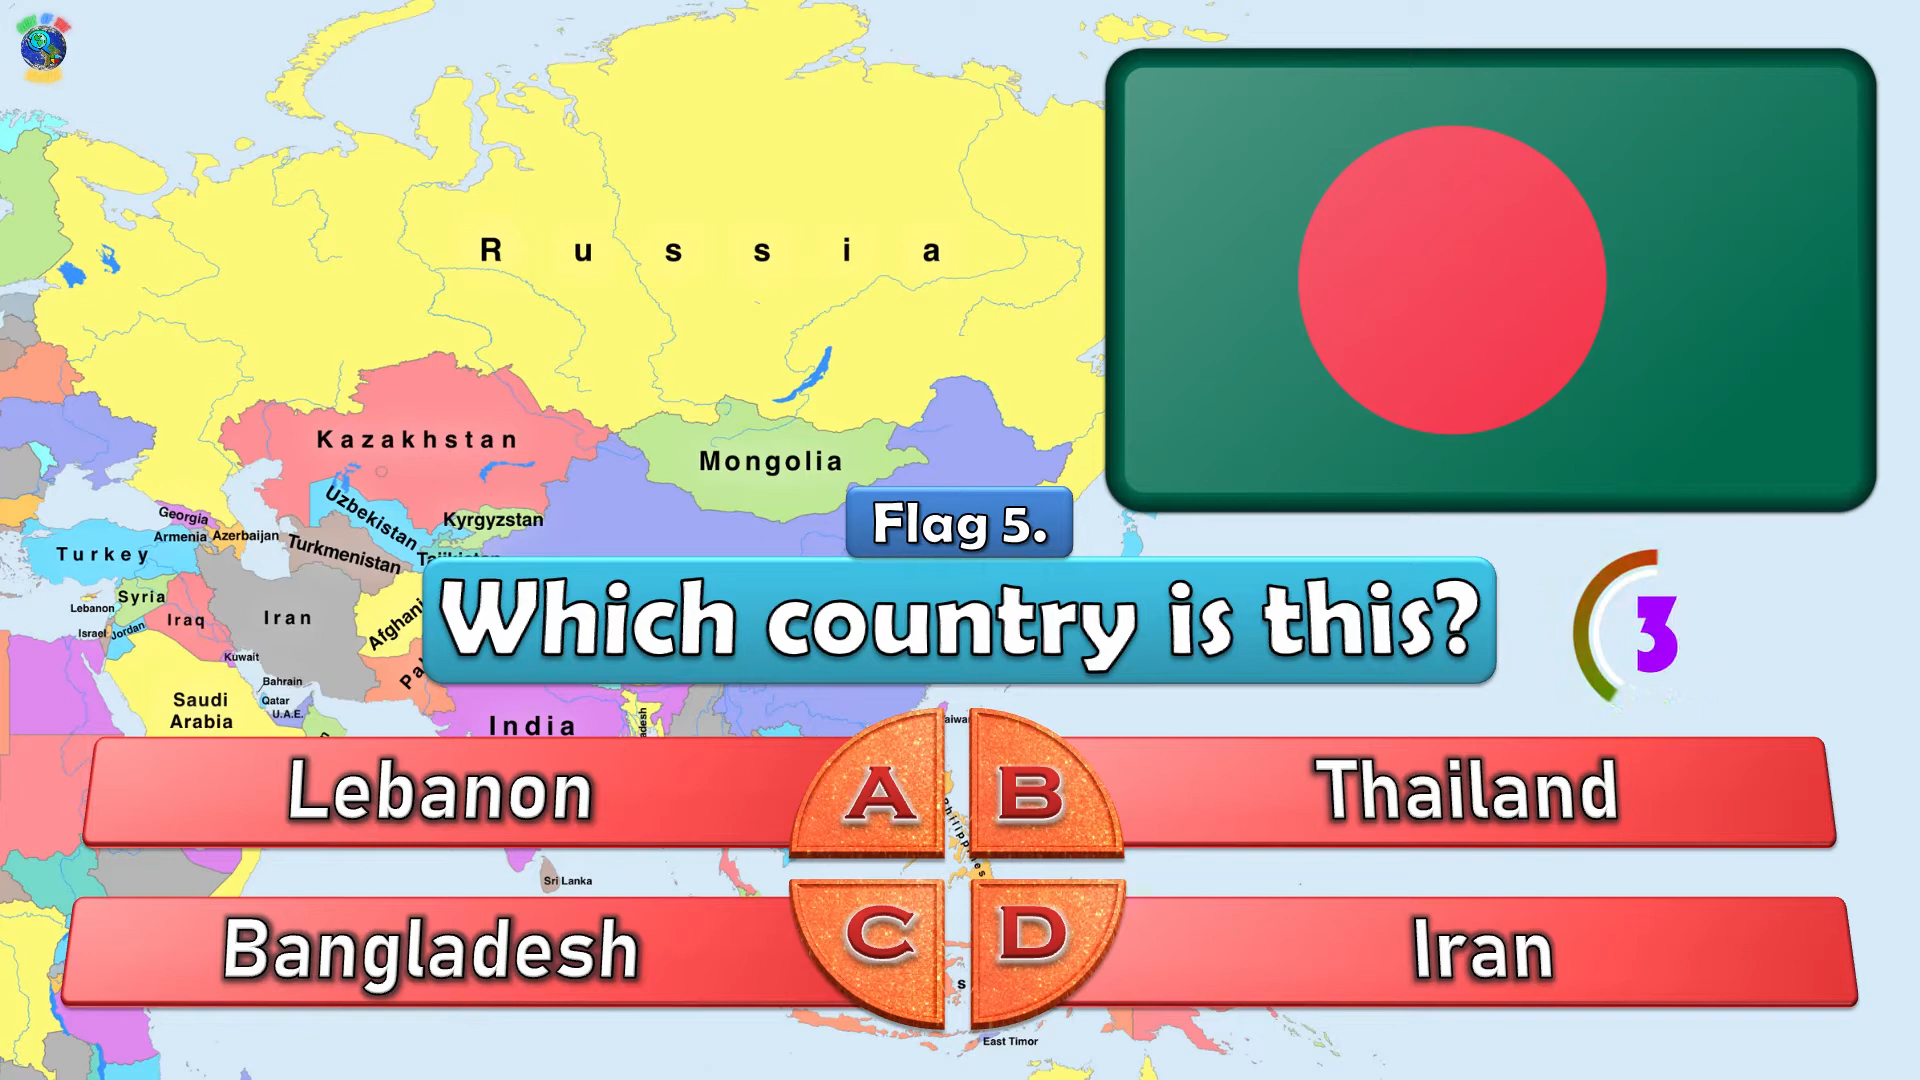 R u s s i a
Kazakhstan
Mongolia
Uzbekistan
Kyrgyzstan
Georgia
Armenia
Azerbaijan
Turkmenistan
Turkey
Syria
Lebanon
Iraq
Iran
Israel
Jordan
Kuwait
Bahrain
Qatar
U.A.E.
Saudi
Arabia
India
Flag 5.
Which country is this?
3
Lebanon
A
B
Thailand
Philippines
Sri Lanka
Bangladesh
C
D
Iran
East Timor